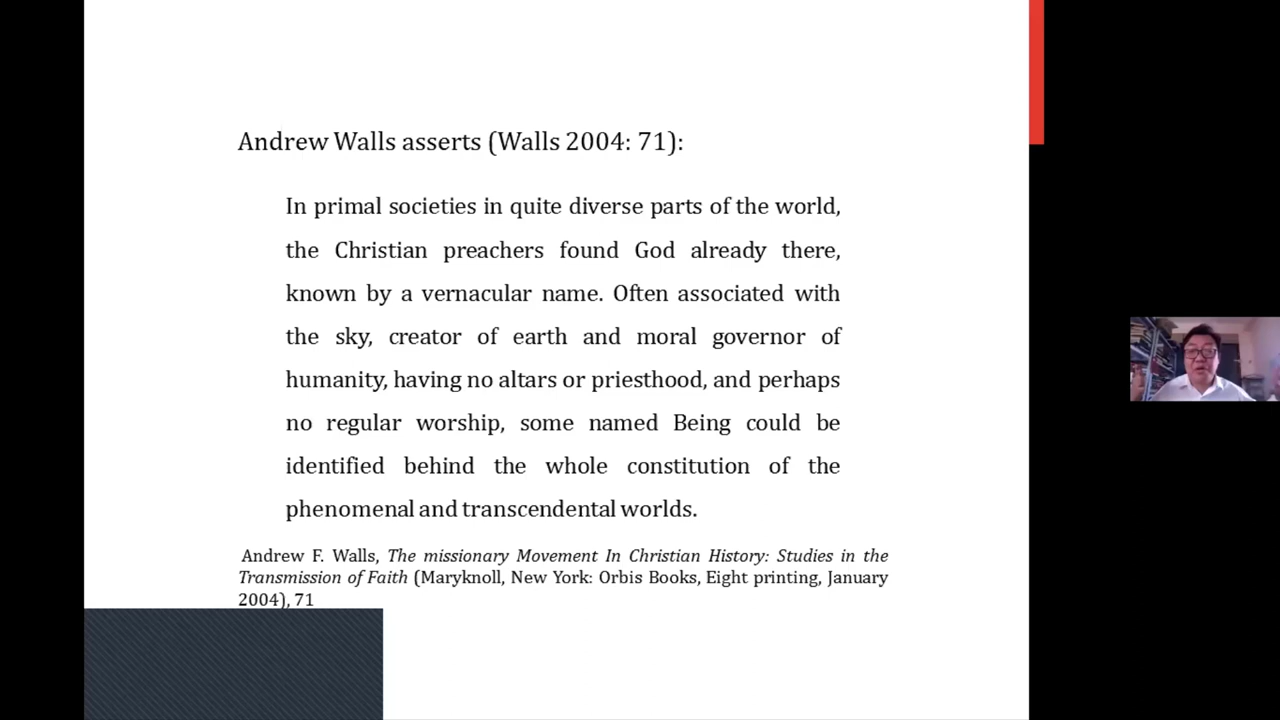 Andrew Walls asserts (Walls 2004: 71):
In primal societies in quite diverse parts of the world,
the Christian preachers found God already there,
known by a vernacular name. Often associated with
the sky, creator of earth and moral governor of
humanity, having no altars or priesthood, and perhaps
no regular worship, some named Being could be
identified behind the whole constitution of the
phenomenal and transcendental worlds.
Andrew F. Walls, The missionary Movement In Christian History: Studies in the
Transmission of Faith (Maryknoll, New York: Orbis Books, Eight printing, January
2004), 71